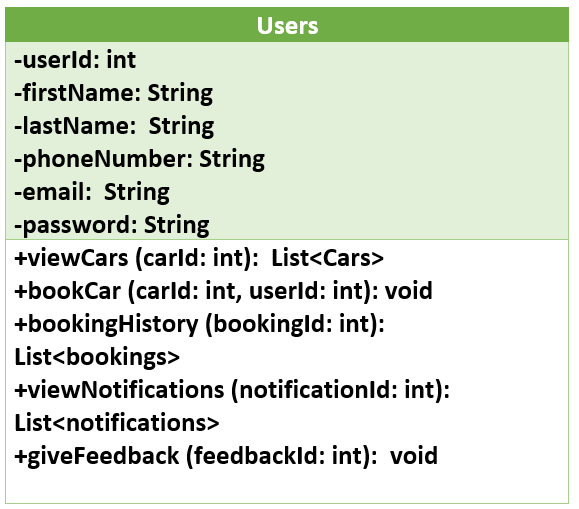 Users
-userId: int
-firstName: String
-lastName:  String
-phoneNumber: String
-email:  String
-password: String
+viewCars (carId: int):  List<Cars>
+bookCar (carId: int, userId: int): void
+bookingHistory (bookingId: int):
List<bookings>
+viewNotifications (notificationId: int):
List<notifications>
+giveFeedback (feedbackId: int):  void